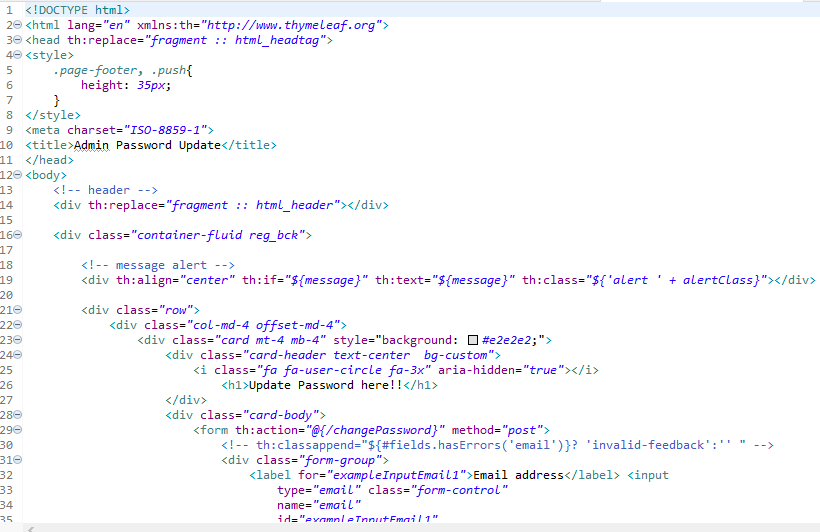 1 <!DOCTYPE html>
2 <html lang="en" xmlns:th="http://www.thymeleaf.org">
3 <head th:replace="fragment :: html_headtag">
4 <style>
5     .page-footer, .push{
6         height: 35px;
7     }
8 </style>
9 <meta charset="ISO-8859-1">
10 <title>Admin Password Update</title>
11 </head>
12 <body>
13     <!-- header -->
14     <div th:replace="fragment :: html_header"></div>
15
16     <div class="container-fluid reg_bck">
17
18         <!-- message alert -->
19         <div th:align="center" th:if="${message}" th:text="${message}" th:class="${'alert ' + alertClass}"></div>
20
21         <div class="row">
22             <div class="col-md-4 offset-md-4">
23                 <div class="card mt-4 mb-4" style="background: #e2e2e2;">
24                     <div class="card-header text-center  bg-custom">
25                         <i class="fa fa-user-circle fa-3x" aria-hidden="true"></i>
26                             <h1>Update Password here!!</h1>
27                     </div>
28                     <div class="card-body">
29                         <form th:action="@{/changePassword}" method="post">
30                             <!-- th:classappend="${#fields.hasErrors('email')}? 'invalid-feedback':'' " -->
31                             <div class="form-group">
32                                 <label for="exampleInputEmail1">Email address</label> <input
33                                     type="email" class="form-control"
34                                     name="email"
35                                     id="exampleInputEmail1"